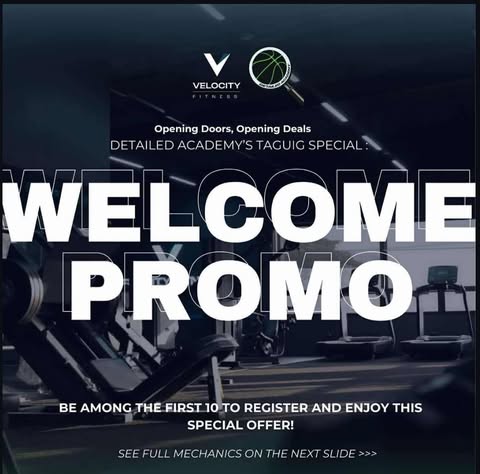 VELOCITY
FITNESS
Opening Doors, Opening Deals
DETAILED ACADEMY'S TAGUIG SPECIAL :
WELCOME
PROMO
BE AMONG THE FIRST 10 TO REGISTER AND ENJOY THIS
SPECIAL OFFER!
SEE FULL MECHANICS ON THE NEXT SLIDE >>>